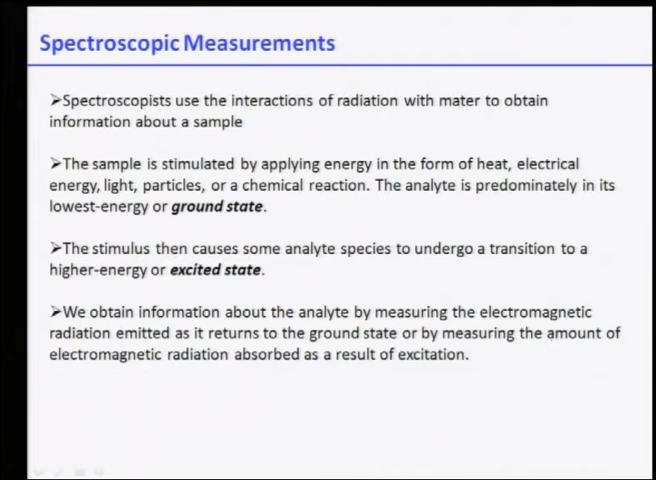 Spectroscopic Measurements
➢Spectroscopists use the interactions of radiation with mater to obtain
information about a sample
➢The sample is stimulated by applying energy in the form of heat, electrical
energy, light, particles, or a chemical reaction. The analyte is predominately in its
lowest-energy or ground state.
➢The stimulus then causes some analyte species to undergo a transition to a
higher-energy or excited state.
➢We obtain information about the analyte by measuring the electromagnetic
radiation emitted as it returns to the ground state or by measuring the amount of
electromagnetic radiation absorbed as a result of excitation.